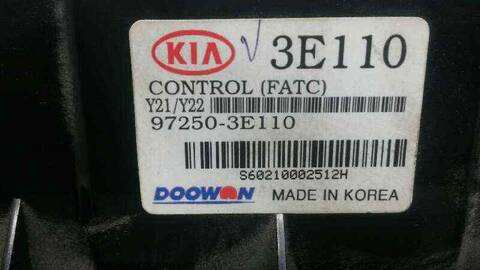 KIA V 3E110
CONTROL (FATC)
Y21/Y22
97250-3E110
S60210002512H
DOOWON MADE IN KOREA